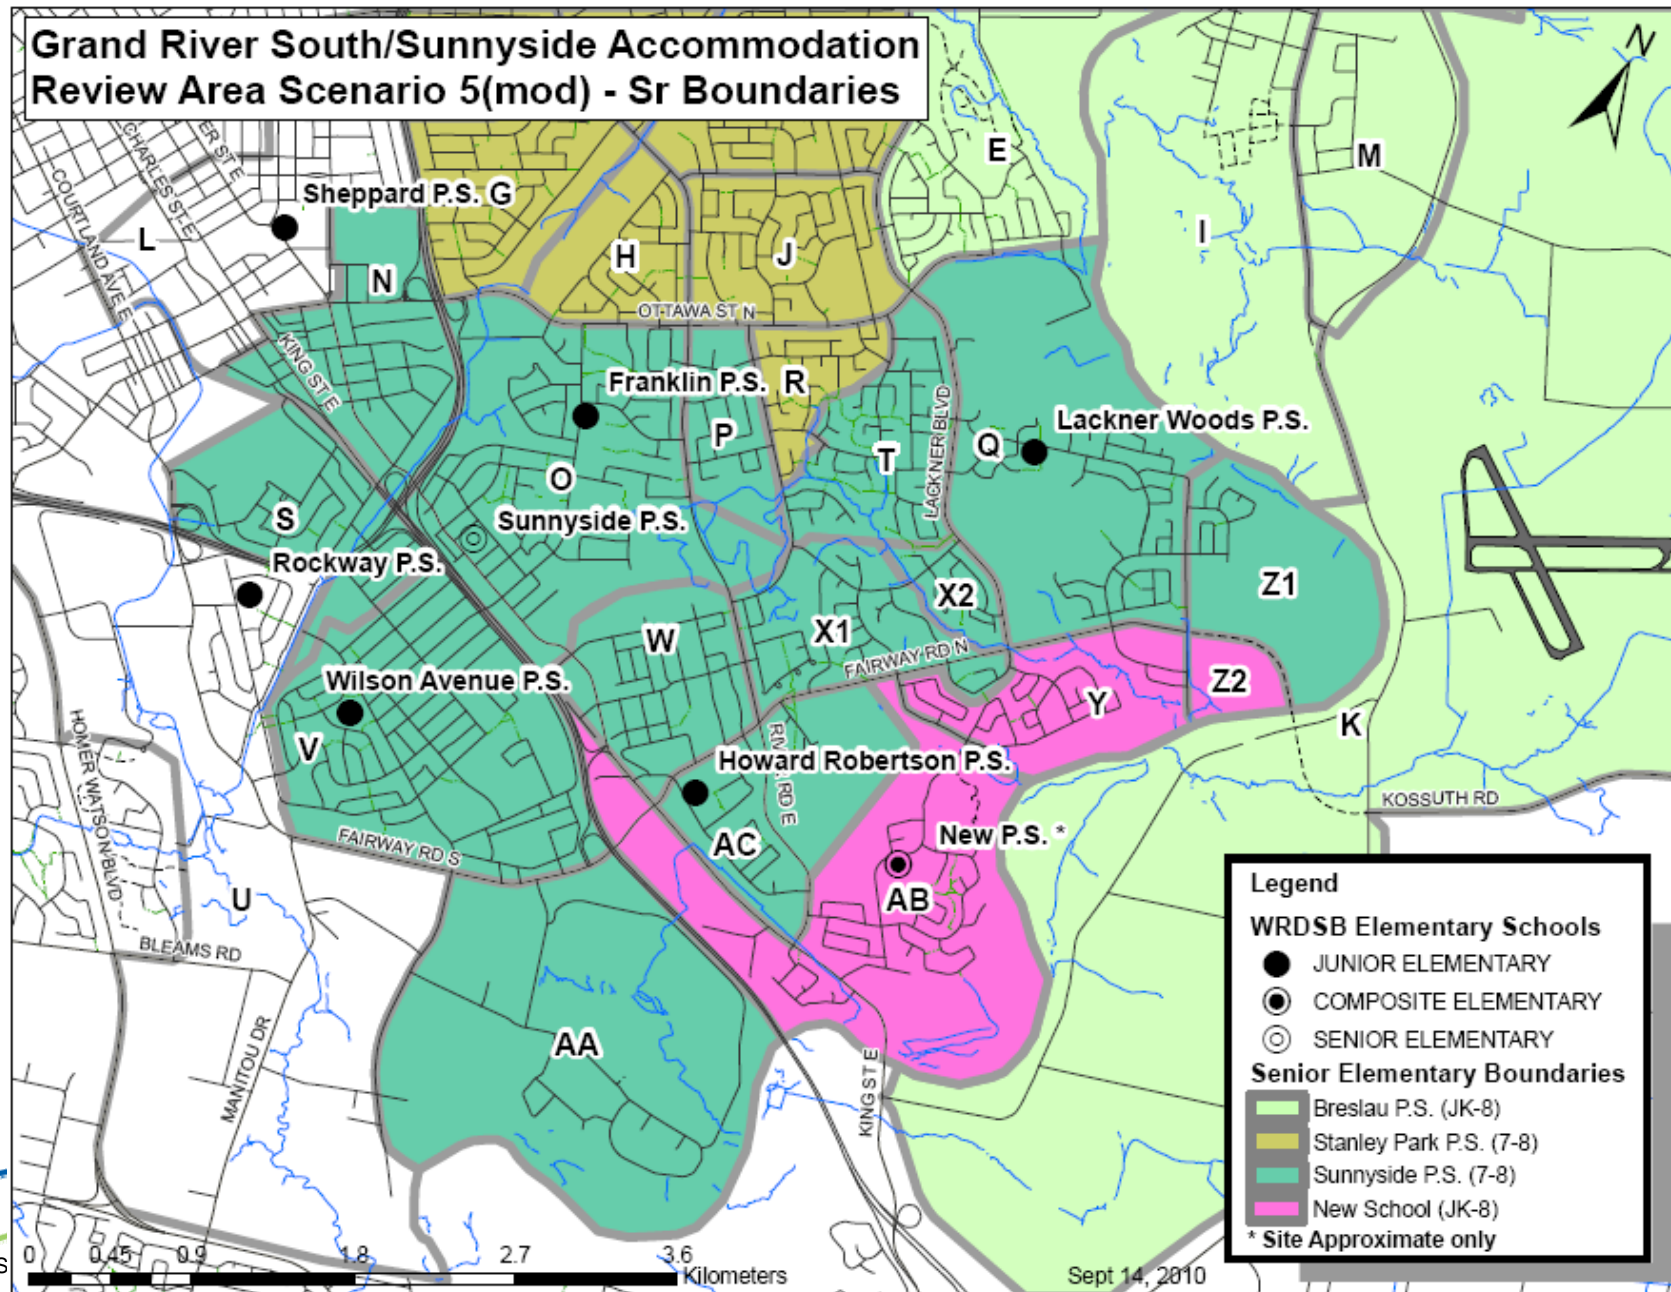 Grand River South/Sunnyside Accommodation
Review Area Scenario 5(mod) - Sr Boundaries
N
E
M
ER ST E
CHARLES ST E
COURTLAND AVE E
Sheppard P.S.
G
L
I
N
H
J
OTTAWA ST N
KING ST E
Franklin P.S.
R
P
LACKNER BLVD
Lackner Woods P.S.
Q
T
O
S
Sunnyside P.S.
Rockway P.S.
Z1
X2
X1
W
FAIRWAY RD N
Wilson Avenue P.S.
Z2
Y
K
V
HOMER WATSON BLVD
RIVER RD E
Howard Robertson P.S.
KOSSUTH RD
FAIRWAY RD S
AC
New P.S. *
U
AB
BLEAMS RD
AA
MANITOU DR
KING ST E
Legend
WRDSB Elementary Schools
JUNIOR ELEMENTARY
COMPOSITE ELEMENTARY
SENIOR ELEMENTARY
Senior Elementary Boundaries
Breslau P.S. (JK-8)
Stanley Park P.S. (7-8)
Sunnyside P.S. (7-8)
New School (JK-8)
* Site Approximate only
0 0.45 0.9 1.8 2.7 3.6
Kilometers
Sept 14, 2010
s